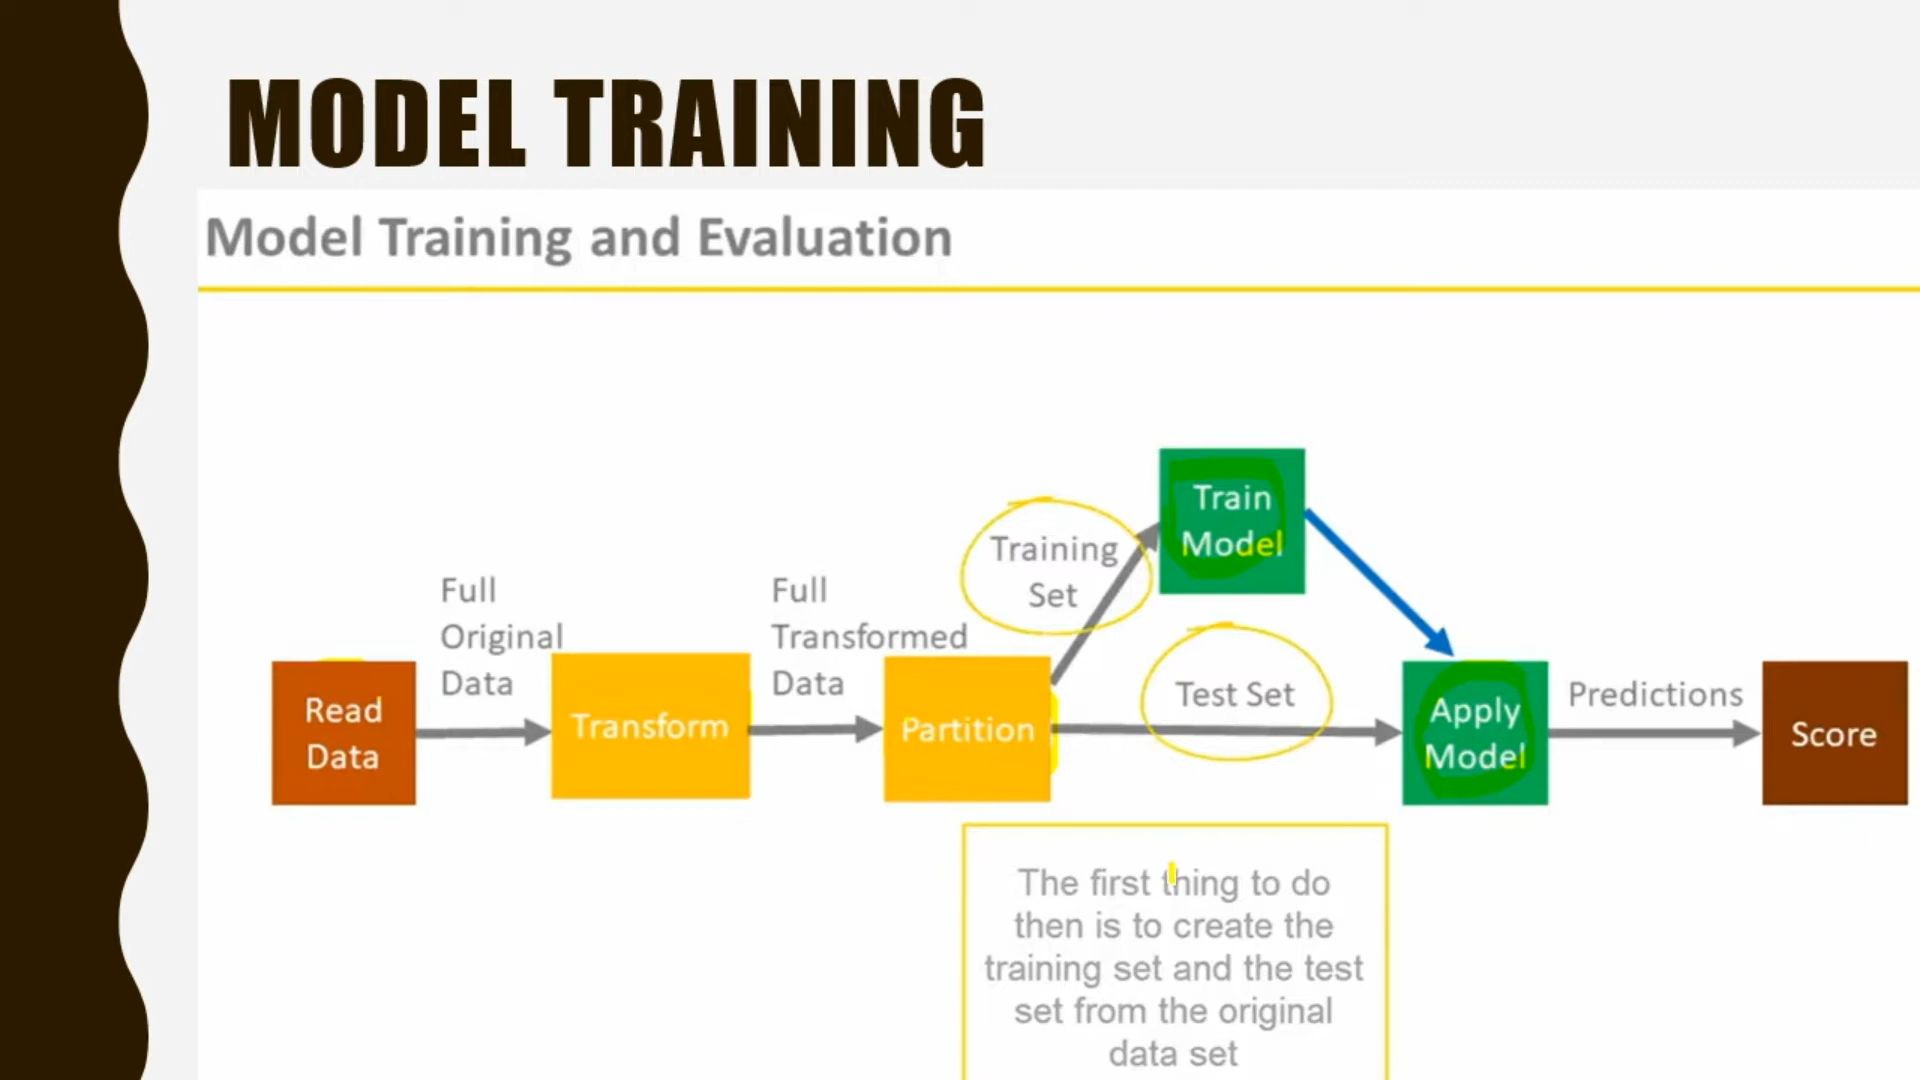 MODEL TRAINING
Model Training and Evaluation
Read
Data
Full
Original
Data
Transform
Full
Transformed
Data
Partition
Training
Set
Train
Model
Test Set
Apply
Model
Predictions
Score
The first thing to do
then is to create the
training set and the test
set from the original
data set